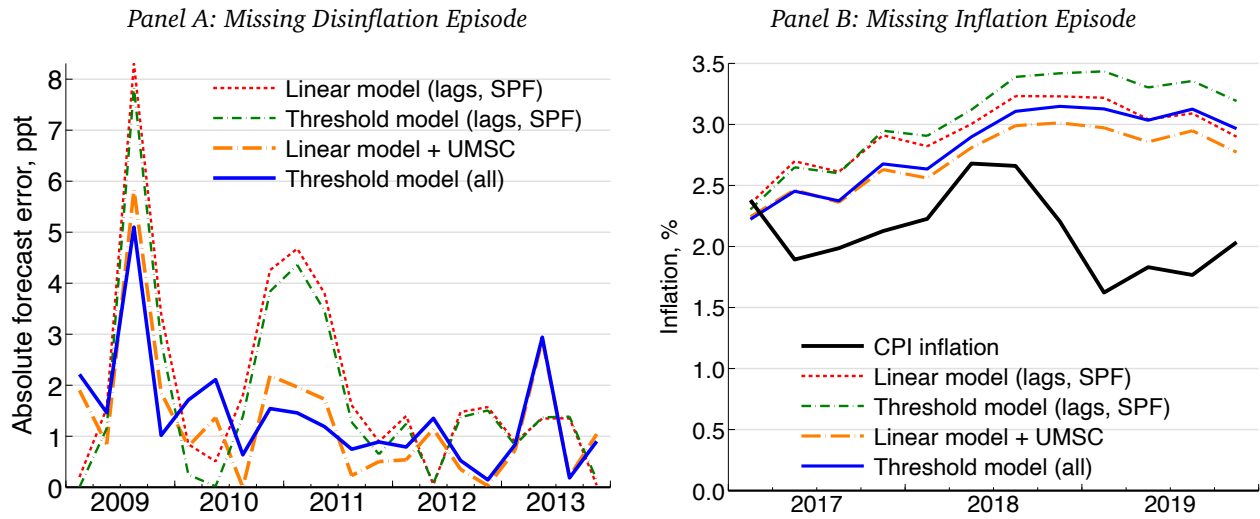 Panel A: Missing Disinflation Episode
Absolute forecast error, ppt
8
7
6
5
4
3
2
1
0
Linear model (lags, SPF)
Threshold model (lags, SPF)
Linear model + UMSC
Threshold model (all)
2009 2010 2011 2012 2013
Panel B: Missing Inflation Episode
Inflation, %
3.5
3.0
2.5
2.0
1.5
1.0
0.5
0.0
CPI inflation
Linear model (lags, SPF)
Threshold model (lags, SPF)
Linear model + UMSC
Threshold model (all)
2017 2018 2019